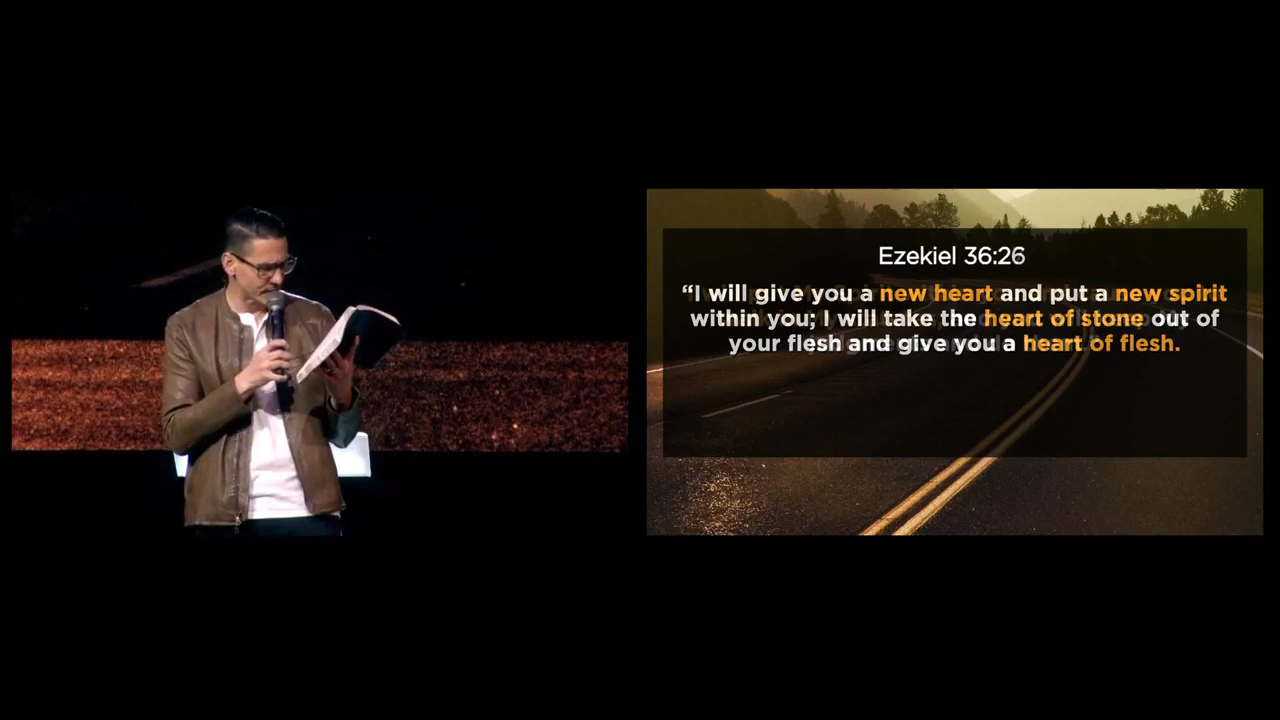 Ezekiel 36:26
“I will give you a new heart and put a new spirit
within you; I will take the heart of stone out of
your flesh and give you a heart of flesh.